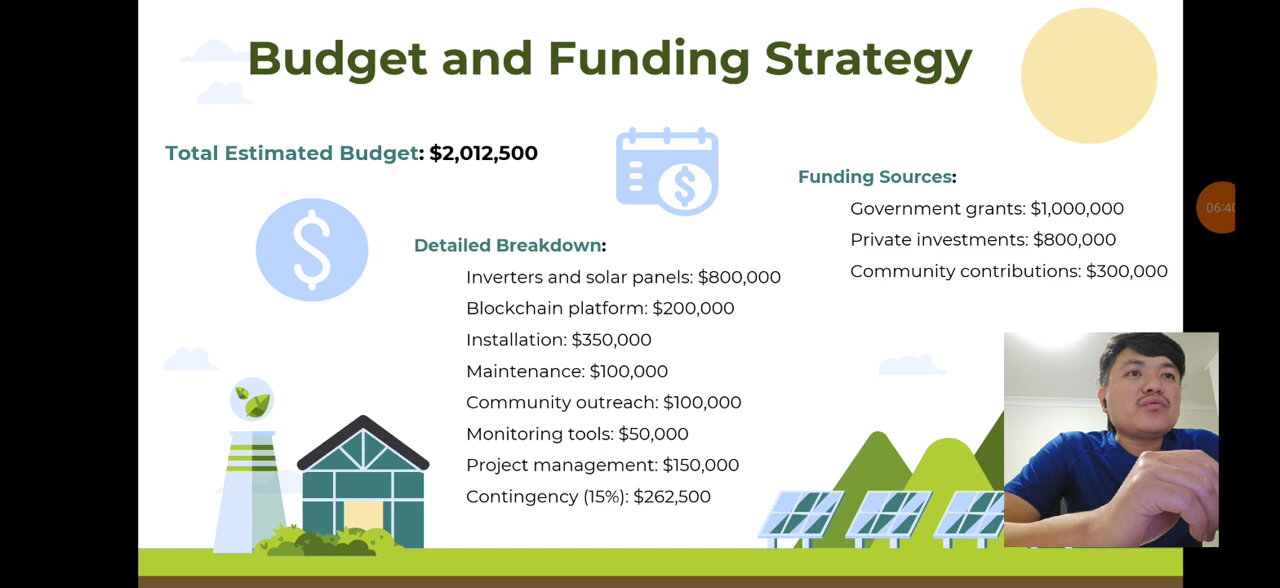 Budget and Funding Strategy
Total Estimated Budget: $2,012,500
Detailed Breakdown:
Inverters and solar panels: $800,000
Blockchain platform: $200,000
Installation: $350,000
Maintenance: $100,000
Community outreach: $100,000
Monitoring tools: $50,000
Project management: $150,000
Contingency (15%): $262,500
Funding Sources:
Government grants: $1,000,000
Private investments: $800,000
Community contributions: $300,000